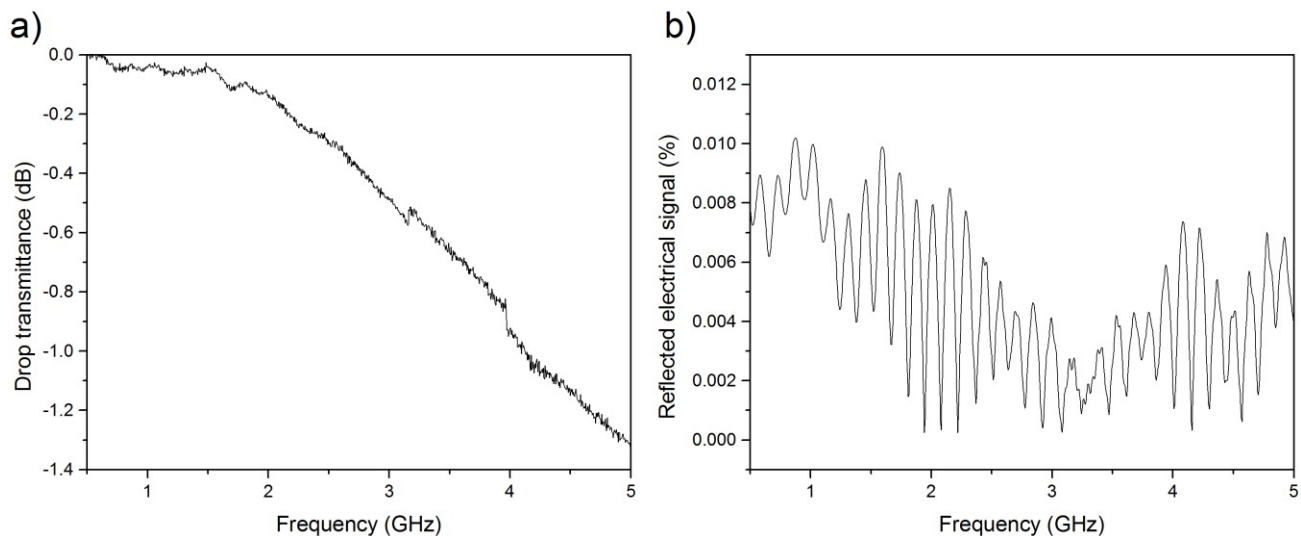 a)
Drop transmittance (dB)
0.0
-0.2
-0.4
-0.6
-0.8
-1.0
-1.2
-1.4
1 2 3 4 5
Frequency (GHz)
b)
Reflected electrical signal (%)
0.012
0.010
0.008
0.006
0.004
0.002
0.000
1 2 3 4 5
Frequency (GHz)